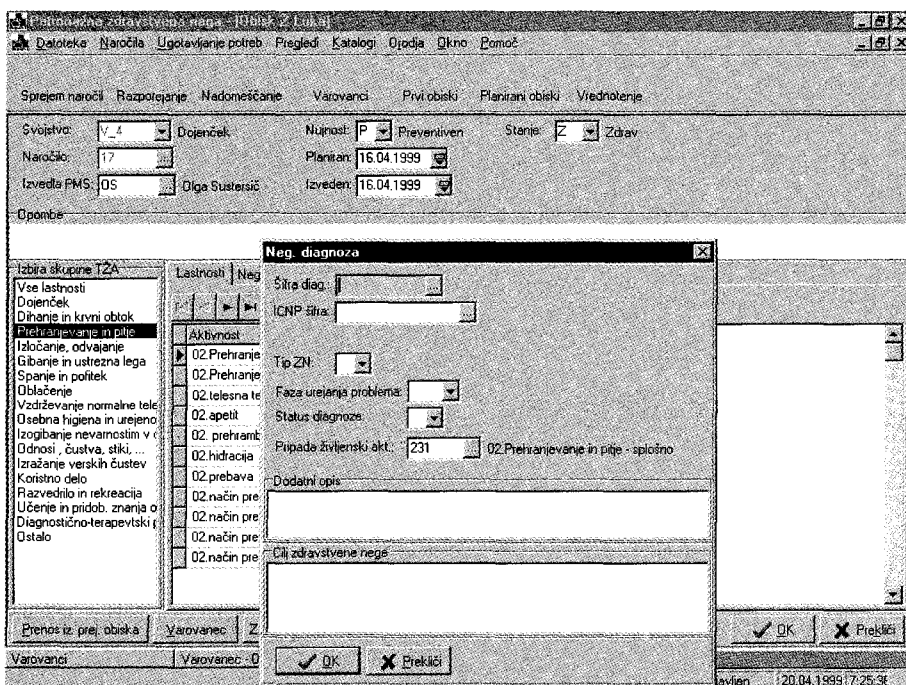 Patronažna zdravstvena nega - [Obisk Z Luka]
Datoteka Naročila Ugotavljanje potreb Pregledi Katalogi Orodja Okno Pomoč
Sprejem naročil Razporejanje Nadomeščanje Varovanci Prvi obiski Planirani obiski Vrednotenje
Svojstvo: V_4 Dojenček Nujnost: P Preventiven Stanje: Z Zdrav
Naročilo: 17 Planiran: 16.04.1999
Izvedla PMS: OS Olga Sustersič Izveden: 16.04.1999
Opombe
Neg. diagnoza
Izbira skupine TŽA
Vse lastnosti
Dojenček
Dihanje in krvni obtok
Prehranjevanje in pitje
Izločanje, odvajanje
Gibanje in ustrezna lega
Spanje in počitek
Oblačenje
Vzdrževanje normalne tele
Osebna higiena in urejeno
Izogibanje nevarnostim v
Odnosi , čustva, stiki, ...
Izražanje verskih čustev
Koristno delo
Razvedrilo in rekreacija
Učenje in pridob. znanja o
Diagnostično-terapevtski
Ostalo
Lastnosti Neg
Aktivnost
02.Prehranje
02.Prehranje
02.telesna te
02.apetit
02. prehramb
02.hidracija
02.prebava
02.način pre
02.način pre
02.način pre
02.način pre
Šifra diag.:
ICNP šifra:
Tip ZN:
Faza urejanja problema:
Status diagnoze:
Pripada življenski akt.: 231 02.Prehranjevanje in pitje - splošno
Dodatni opis
Cilj zdravstvene nege
OK Prekliči
Prenos iz prej. obiska Varovanec Z
OK Prekliči
Varovanci Varovanec - O
avljen 20.04.1999 7:25:36